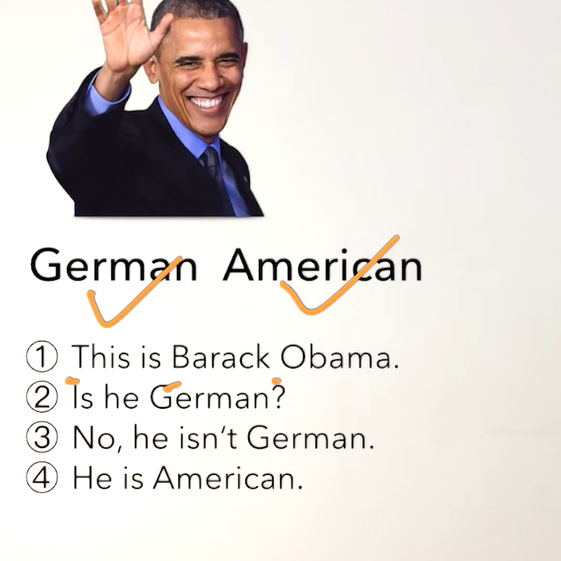 German American
① This is Barack Obama.
② Is he German?
③ No, he isn't German.
④ He is American.